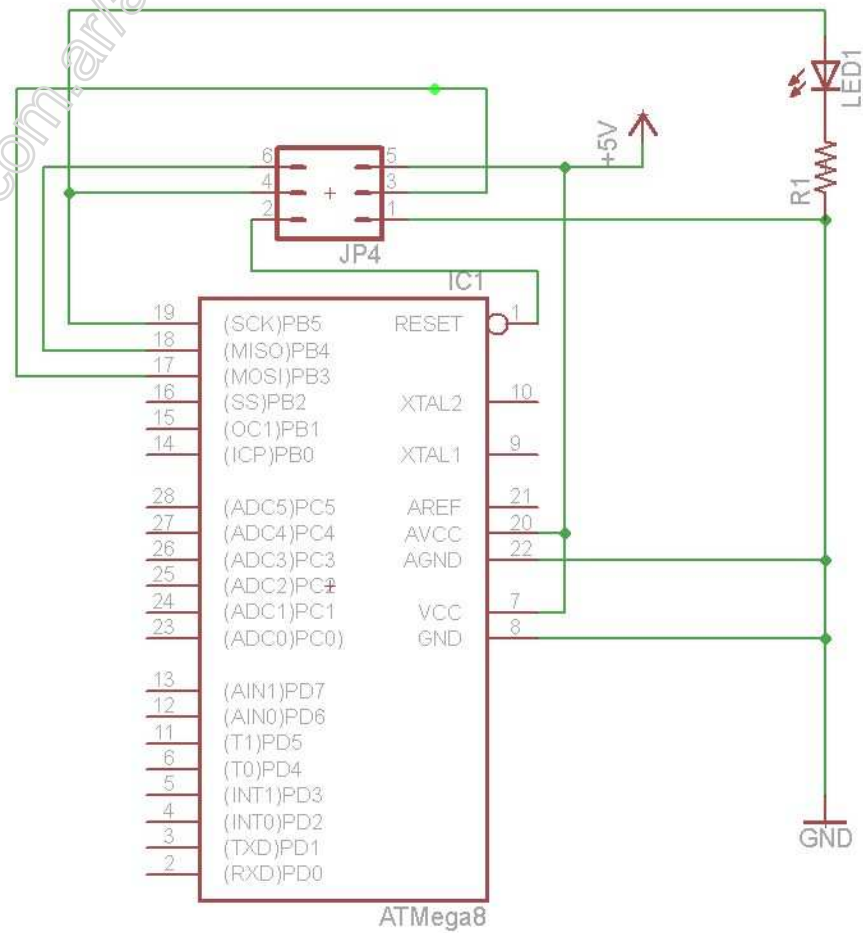 com.ar/a
LED1
+5V
R1
6 5
4 3
2 1
JP4
IC1
19 (SCK)PB5 RESET 1
18 (MISO)PB4
17 (MOSI)PB3
16 (SS)PB2 XTAL2 10
15 (OC1)PB1
14 (ICP)PB0 XTAL1 9
28 (ADC5)PC5 AREF 21
27 (ADC4)PC4 AVCC 20
26 (ADC3)PC3 AGND 22
25 (ADC2)PC2
24 (ADC1)PC1 VCC 7
23 (ADC0)PC0) GND 8
13 (AIN1)PD7
12 (AIN0)PD6
11 (T1)PD5
6 (T0)PD4
5 (INT1)PD3
4 (INT0)PD2
3 (TXD)PD1
2 (RXD)PD0
GND
ATMega8